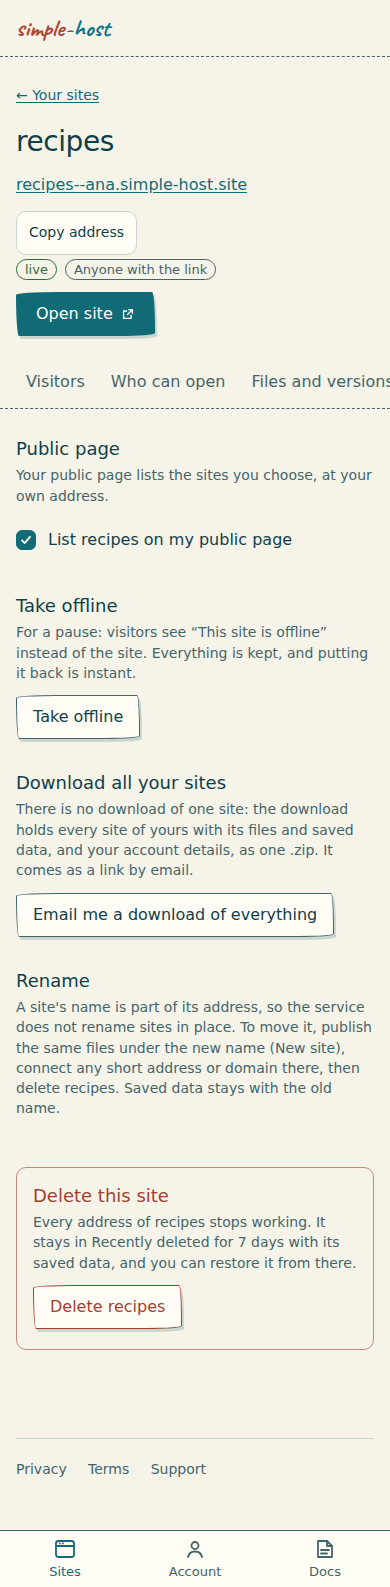 simple-host
← Your sites
recipes
recipes--ana.simple-host.site
Copy address
live Anyone with the link
Open site
Visitors Who can open Files and versions
Public page
Your public page lists the sites you choose, at your
own address.
List recipes on my public page
Take offline
For a pause: visitors see “This site is offline”
instead of the site. Everything is kept, and putting
it back is instant.
Take offline
Download all your sites
There is no download of one site: the download
holds every site of yours with its files and saved
data, and your account details, as one .zip. It
comes as a link by email.
Email me a download of everything
Rename
A site's name is part of its address, so the service
does not rename sites in place. To move it, publish
the same files under the new name (New site),
connect any short address or domain there, then
delete recipes. Saved data stays with the old
name.
Delete this site
Every address of recipes stops working. It
stays in Recently deleted for 7 days with its
saved data, and you can restore it from there.
Delete recipes
Privacy Terms Support
Sites Account Docs